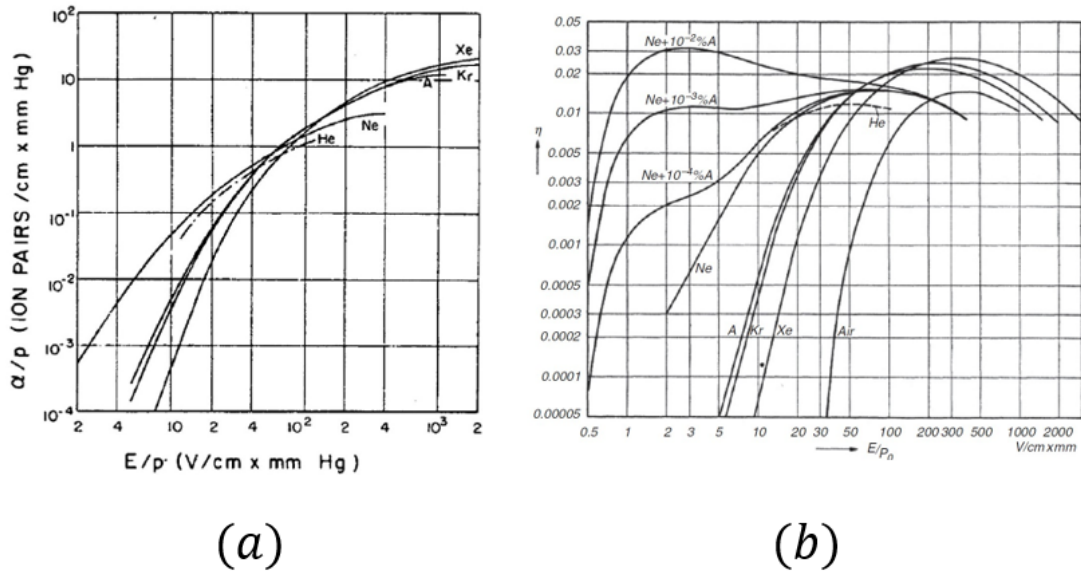 10²
10
1
10⁻¹
10⁻²
10⁻³
10⁻⁴
α/p (ION PAIRS /cm x mm Hg)
Xe
Kr
A
Ne
He
2 4 10 2 4 10² 2 4 10³ 2
E/p (V/cm x mm Hg)
(a)
0.05
0.03
0.02
0.01
0.005
0.003
0.002
0.001
0.0005
0.0003
0.0002
0.0001
0.00005
η
Ne+10⁻²%A
Ne+10⁻³%A
Ne+10⁻⁴%A
He
Ne
A
Kr
Xe
Air
0.5 1 2 3 5 10 20 30 50 100 200 300 500 1000 2000
E/P₀
V/cm x mm
(b)